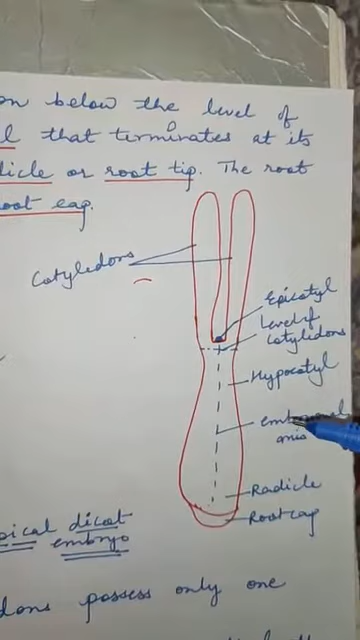 on below the level of
l that terminates at its
dicle or root tip. The root
oot cap.
Cotyledons
Epicotyl
Level of
Cotyledons
Hypocotyl
axis
Radicle
Root cap
pical dicot
embryo
dons possess only one